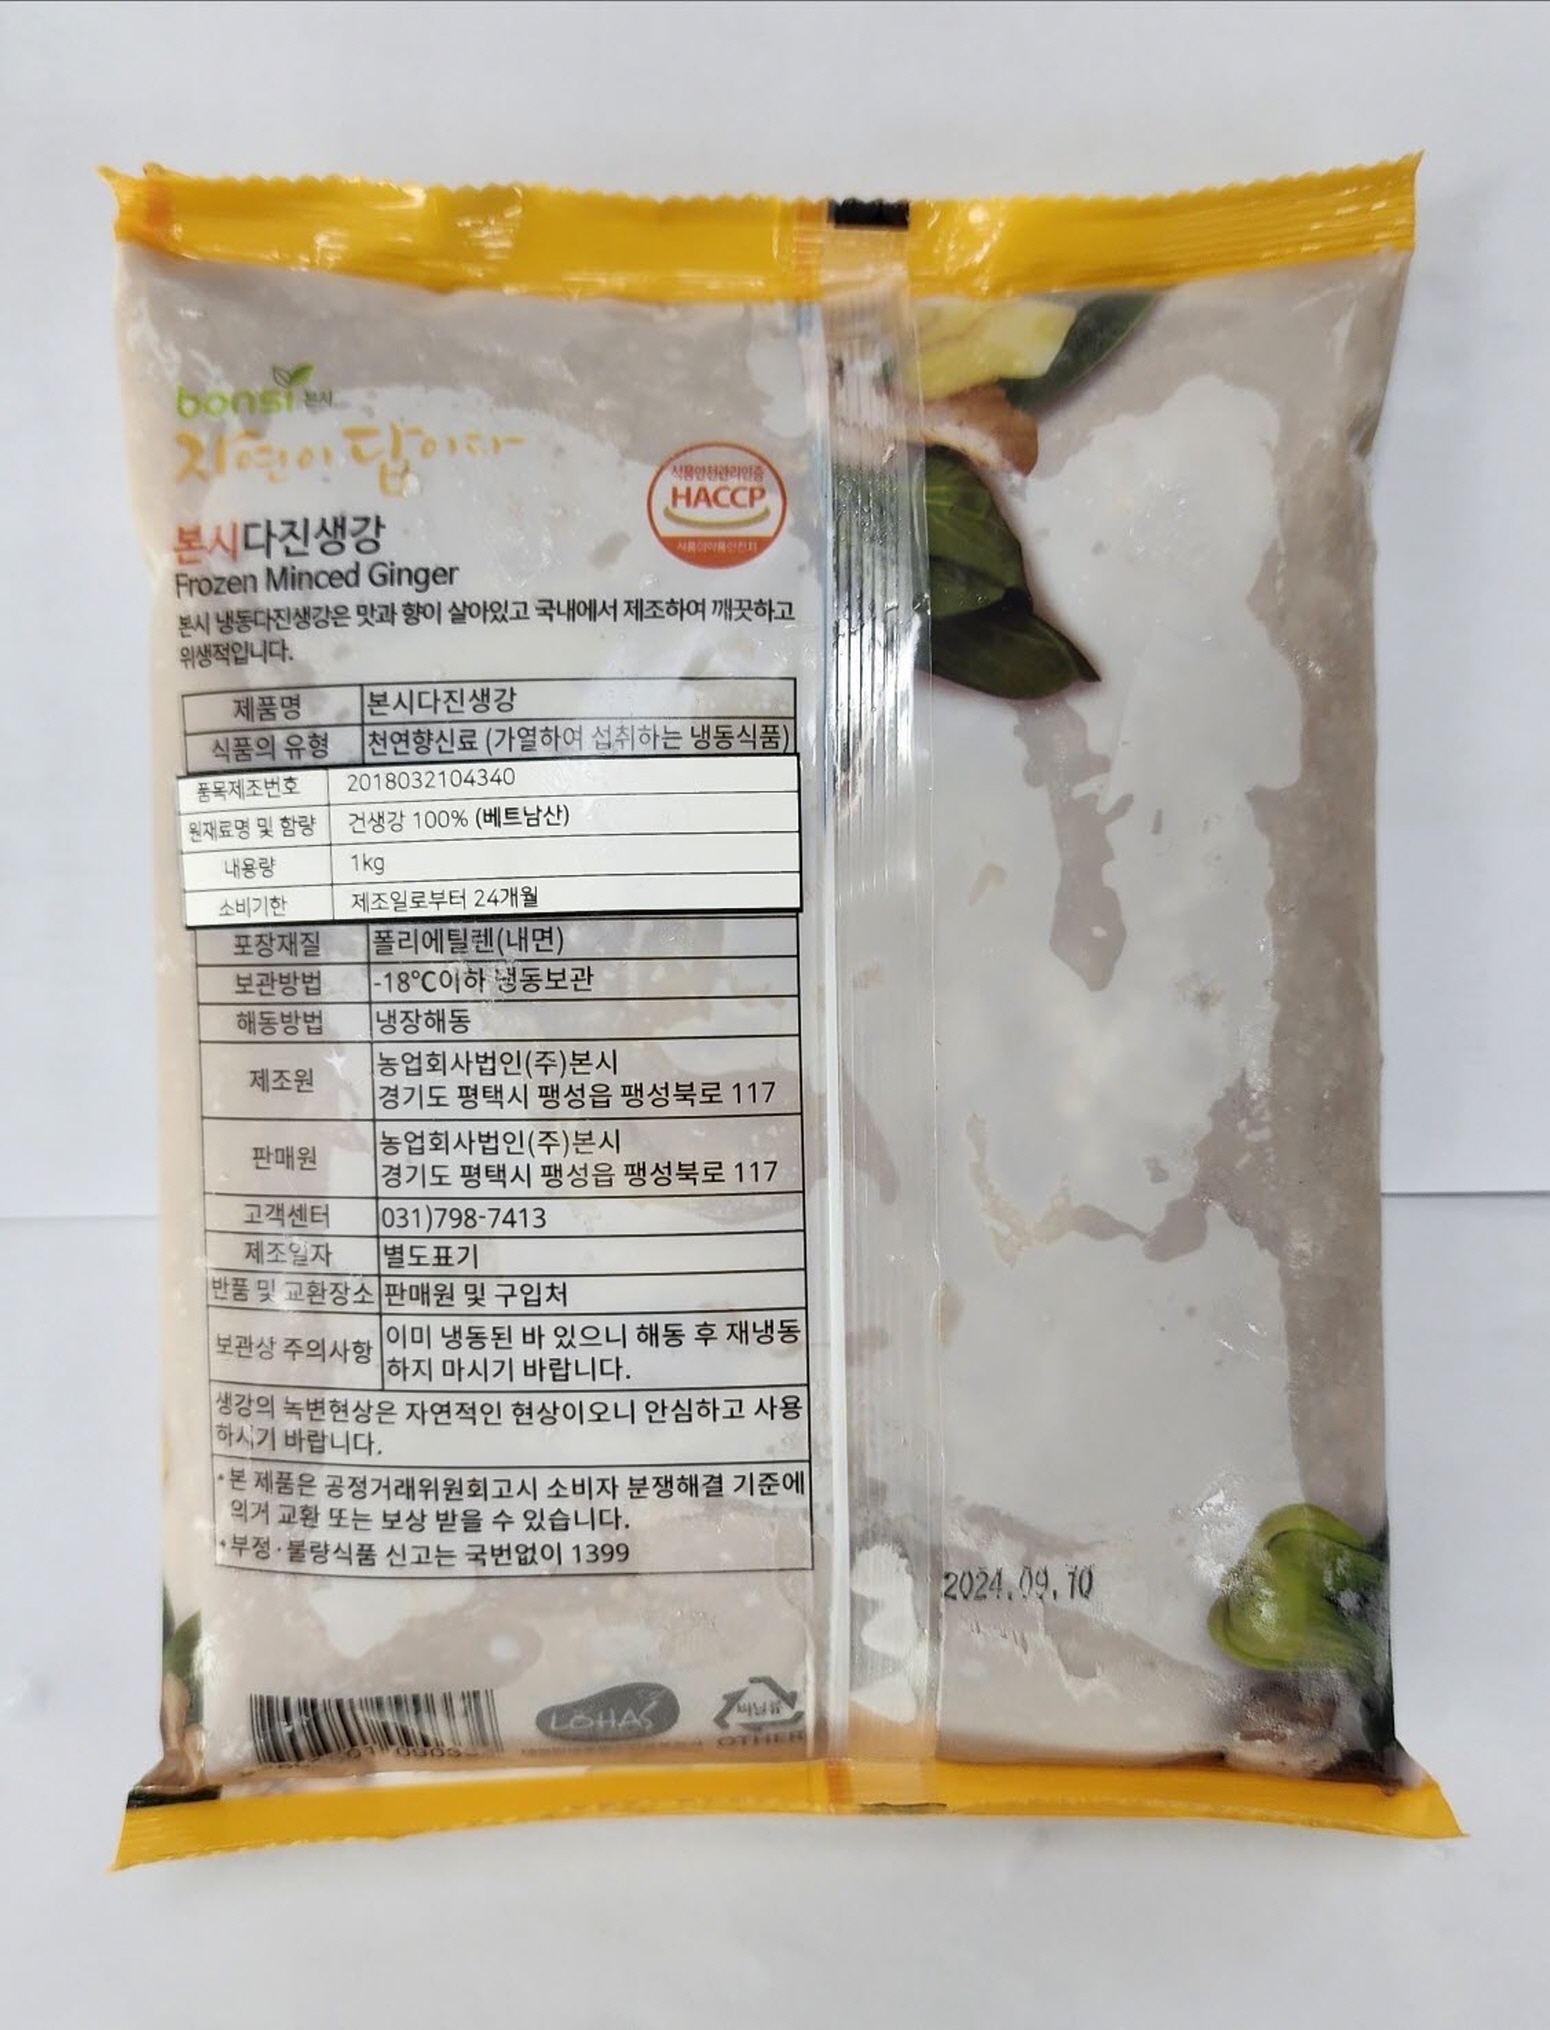 bonsi 본시
자연이 답이다
식품안전관리인증
HACCP
식품의약품안전처
본시다진생강
Frozen Minced Ginger
본시 냉동다진생강은 맛과 향이 살아있고 국내에서 제조하여 깨끗하고
위생적입니다.
제품명 본시다진생강
식품의 유형 천연향신료 (가열하여 섭취하는 냉동식품)
품목제조번호 2018032104340
원재료명 및 함량 건생강 100% (베트남산)
내용량 1kg
소비기한 제조일로부터 24개월
포장재질 폴리에틸렌(내면)
보관방법 -18℃이하 냉동보관
해동방법 냉장해동
제조원 농업회사법인(주)본시
경기도 평택시 팽성읍 팽성북로 117
판매원 농업회사법인(주)본시
경기도 평택시 팽성읍 팽성북로 117
고객센터 031)798-7413
제조일자 별도표기
반품 및 교환장소 판매원 및 구입처
보관상 주의사항 이미 냉동된 바 있으니 해동 후 재냉동
하지 마시기 바랍니다.
생강의 녹변현상은 자연적인 현상이오니 안심하고 사용
하시기 바랍니다.
•본 제품은 공정거래위원회고시 소비자 분쟁해결 기준에
의거 교환 또는 보상 받을 수 있습니다.
•부정·불량식품 신고는 국번없이 1399
2024.09.10
LOHAS
OTHER